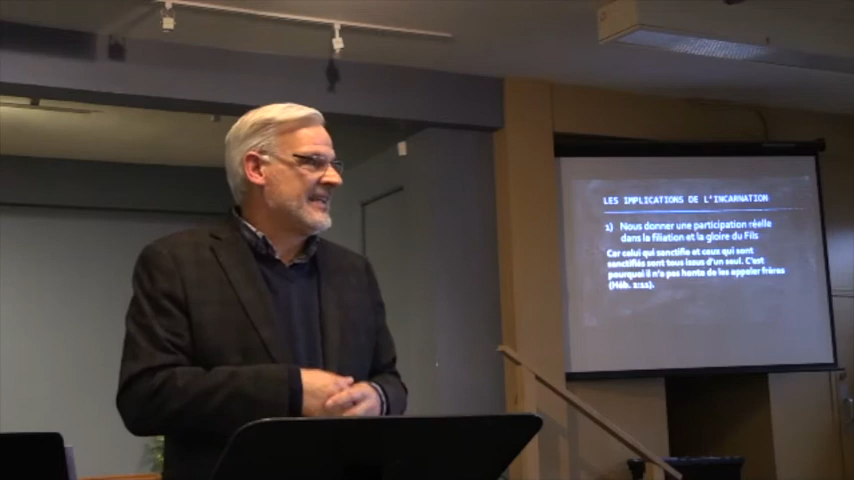 LES IMPLICATIONS DE L'INCARNATION
1) Nous donner une participation réelle
dans la filiation et la gloire du Fils
Car celui qui sanctifie et ceux qui sont
sanctifiés sont tous issus d'un seul. C'est
pourquoi il n'a pas honte de les appeler frères
(Héb. 2:11).